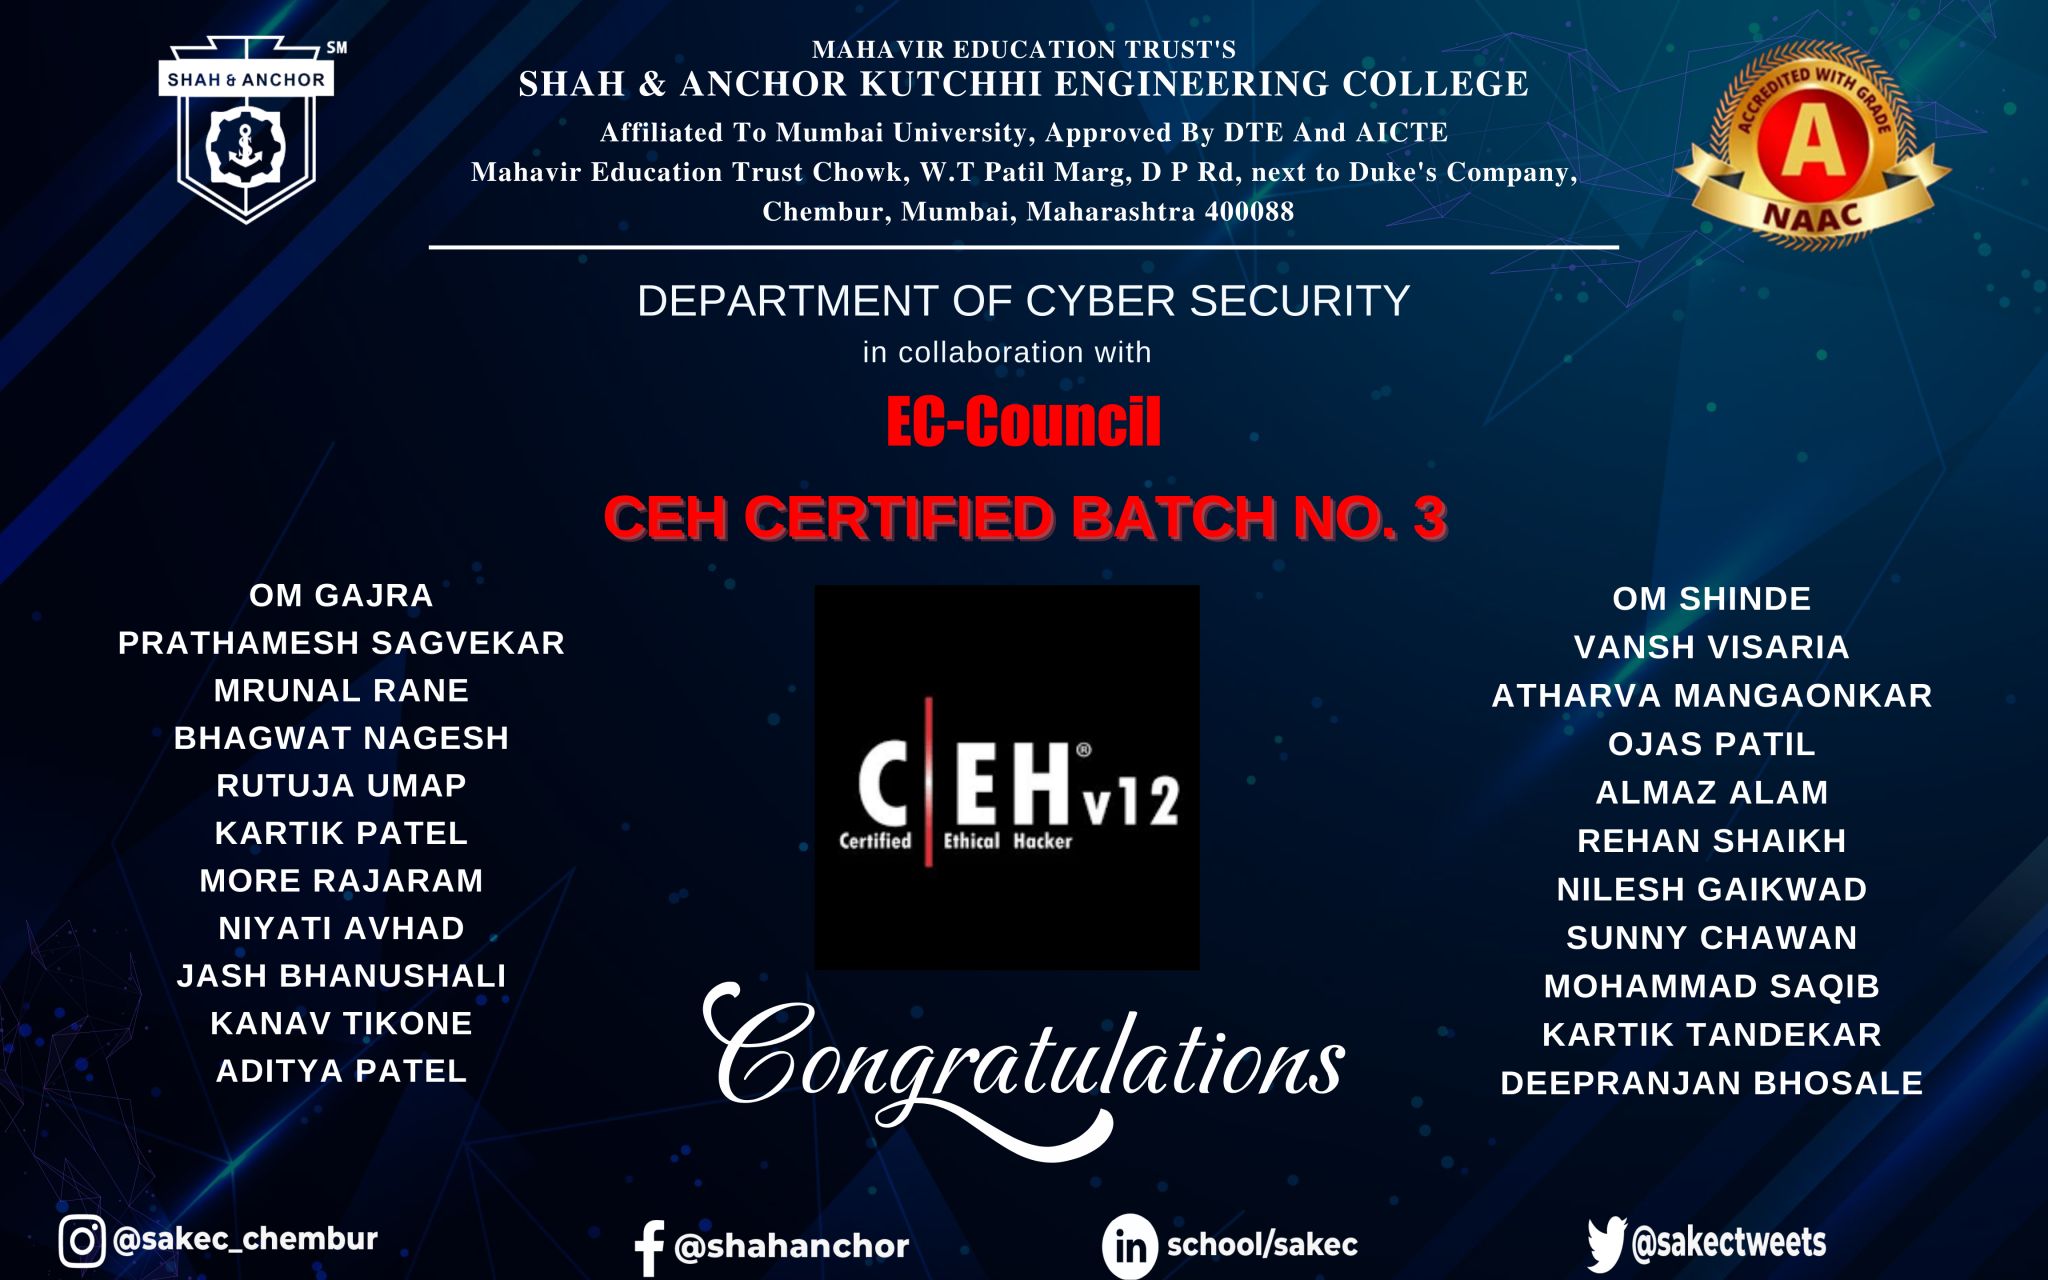 SHAH & ANCHOR SM
MAHAVIR EDUCATION TRUST'S
SHAH & ANCHOR KUTCHHI ENGINEERING COLLEGE
Affiliated To Mumbai University, Approved By DTE And AICTE
Mahavir Education Trust Chowk, W.T Patil Marg, D P Rd, next to Duke's Company,
Chembur, Mumbai, Maharashtra 400088
ACCREDITED WITH GRADE
A
NAAC
DEPARTMENT OF CYBER SECURITY
in collaboration with
EC-Council
CEH CERTIFIED BATCH NO. 3
OM GAJRA
PRATHAMESH SAGVEKAR
MRUNAL RANE
BHAGWAT NAGESH
RUTUJA UMAP
KARTIK PATEL
MORE RAJARAM
NIYATI AVHAD
JASH BHANUSHALI
KANAV TIKONE
ADITYA PATEL
C EH® v12
Certified Ethical Hacker
Congratulations
OM SHINDE
VANSH VISARIA
ATHARVA MANGAONKAR
OJAS PATIL
ALMAZ ALAM
REHAN SHAIKH
NILESH GAIKWAD
SUNNY CHAWAN
MOHAMMAD SAQIB
KARTIK TANDEKAR
DEEPRANJAN BHOSALE
@sakec_chembur
@shahanchor
in school/sakec
@sakectweets